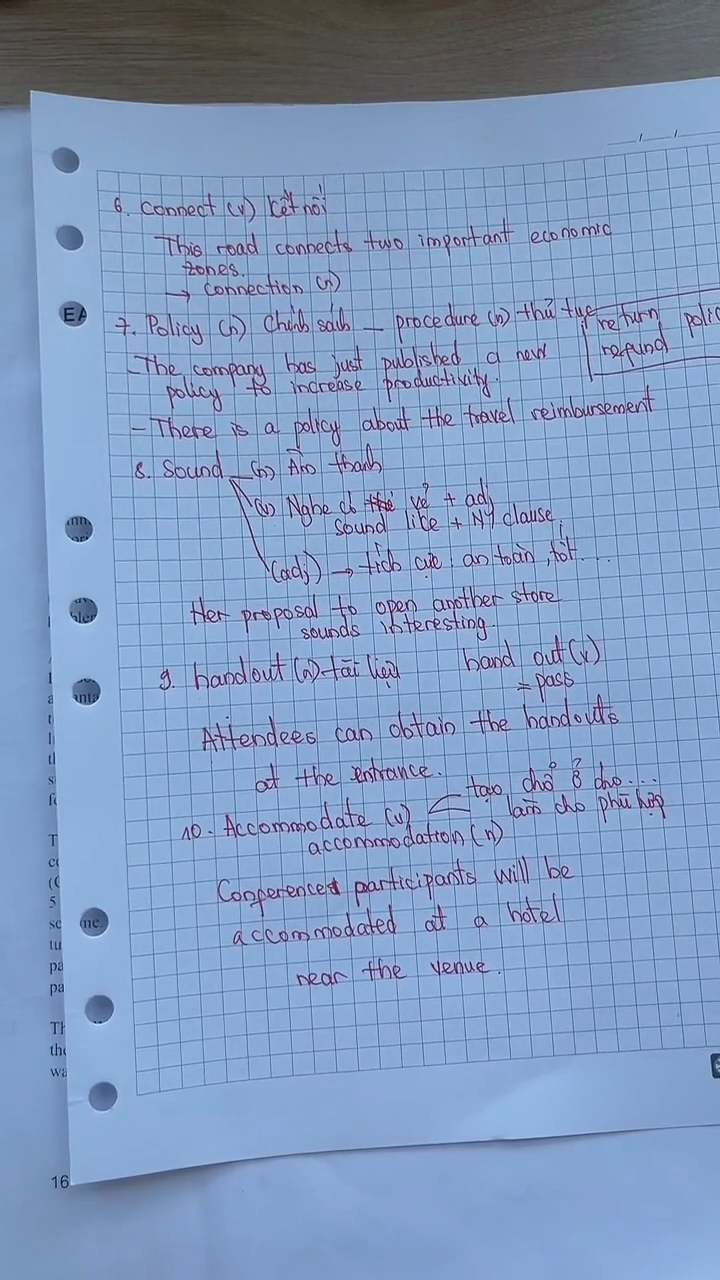 6. Connect (v) kết nối
This road connects two important economic
zones.
→ Connection (n)
7. Policy (n) Chính sách _ procedure (n) thủ tục
return
refund
- The company has just published a new
policy to increase productivity.
- There is a policy about the travel reimbursement
8. Sound (n) Âm thanh
(v) Nghe có vẻ + adj
sound like + N/clause
(adj) → tích cực: an toàn, tốt...
Her proposal to open another store
sounds interesting.
9. handout (n) - tài liệu hand out (v)
= pass
Attendees can obtain the handouts
at the entrance.
tạo chỗ ở cho...
10. Accommodate (v) làm cho phù hợp
accommodation (n)
Conference participants will be
accommodated at a hotel
near the venue.
EA
16